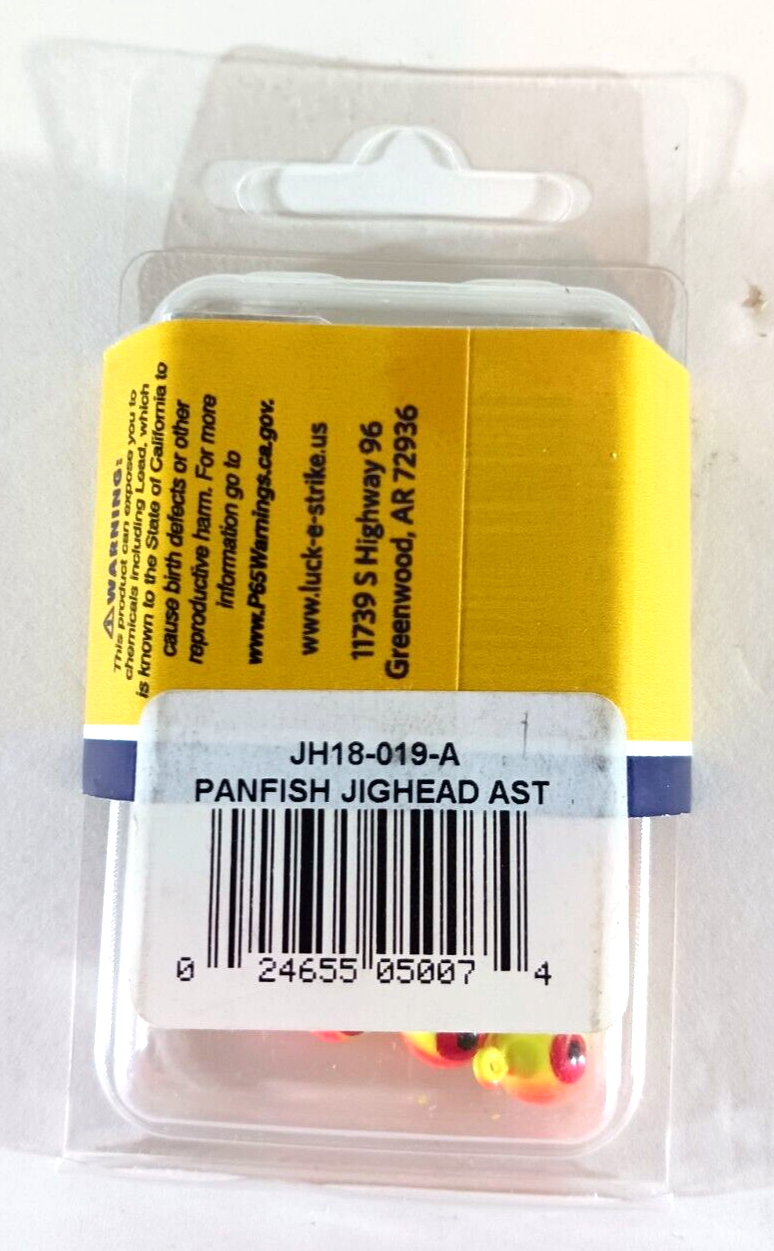 ⚠WARNING:
This product can expose you to
chemicals including Lead, which
is known to the State of California to
cause birth defects or other
reproductive harm. For more
information go to
www.P65Warnings.ca.gov.
www.luck-e-strike.us
11739 S Highway 96
Greenwood, AR 72936
JH18-019-A
PANFISH JIGHEAD AST
0 24655 05007 4